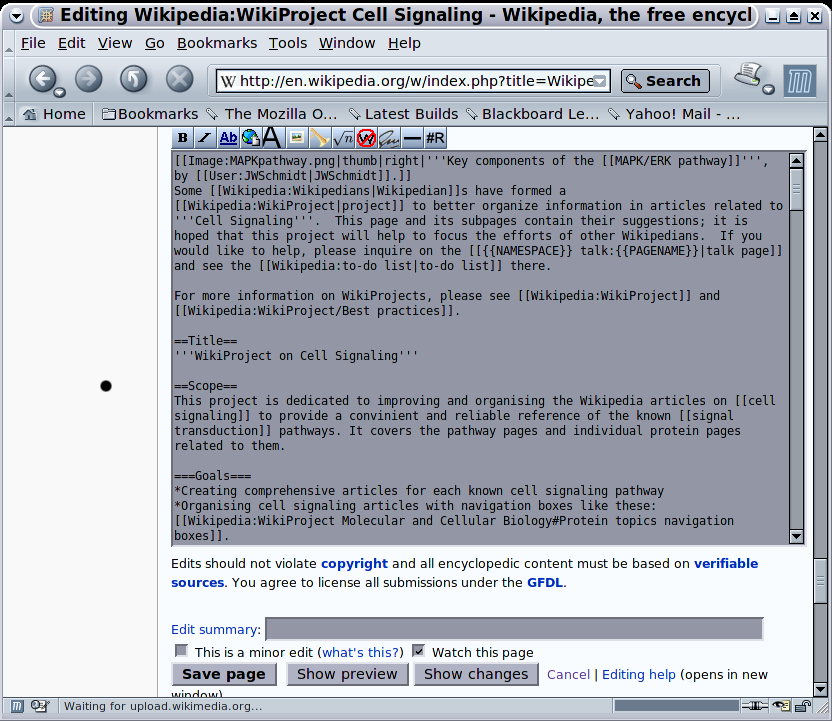 Editing Wikipedia:WikiProject Cell Signaling - Wikipedia, the free encycl
File Edit View Go Bookmarks Tools Window Help
W http://en.wikipedia.org/w/index.php?title=Wikipe Search
Home Bookmarks The Mozilla O... Latest Builds Blackboard Le... Yahoo! Mail - ...
B I Ab A √n W #R
[[Image:MAPKpathway.png|thumb|right|'''Key components of the [[MAPK/ERK pathway]]''',
by [[User:JWSchmidt|JWSchmidt]].]]
Some [[Wikipedia:Wikipedians|Wikipedian]]s have formed a
[[Wikipedia:WikiProject|project]] to better organize information in articles related to
'''Cell Signaling'''.  This page and its subpages contain their suggestions; it is
hoped that this project will help to focus the efforts of other Wikipedians.  If you
would like to help, please inquire on the [[{{NAMESPACE}} talk:{{PAGENAME}}|talk page]]
and see the [[Wikipedia:to-do list|to-do list]] there.
For more information on WikiProjects, please see [[Wikipedia:WikiProject]] and
[[Wikipedia:WikiProject/Best practices]].
==Title==
'''WikiProject on Cell Signaling'''
==Scope==
This project is dedicated to improving and organising the Wikipedia articles on [[cell
signaling]] to provide a convinient and reliable reference of the known [[signal
transduction]] pathways. It covers the pathway pages and individual protein pages
related to them.
===Goals===
*Creating comprehensive articles for each known cell signaling pathway
*Organising cell signaling articles with navigation boxes like these:
[[Wikipedia:WikiProject Molecular and Cellular Biology#Protein topics navigation
boxes]].
Edits should not violate copyright and all encyclopedic content must be based on verifiable
sources. You agree to license all submissions under the GFDL.
Edit summary:
This is a minor edit (what's this?) Watch this page
Save page Show preview Show changes Cancel | Editing help (opens in new
window)
Waiting for upload.wikimedia.org...